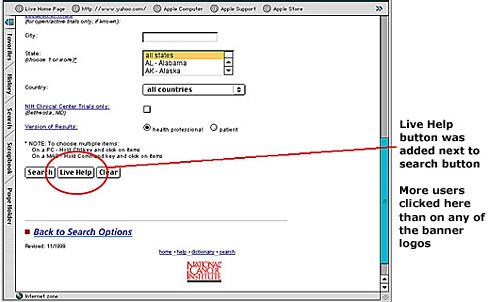 Live Home Page http://www.yahoo.com/ Apple Computer Apple Support Apple Store
(for open/active trials only, if known):
City:
State:
(choose 1 or more)*
all states
AL - Alabama
AK - Alaska
Country:
all countries
NIH Clinical Center Trials only:
(Bethesda, MD)
Version of Results:
health professional patient
* NOTE: To choose multiple items:
On a PC - Hold Ctrl key and click on items
On a MAC - Hold Command key and click on items
Search Live Help Clear
Back to Search Options
Revised: 11/1999
home • help • dictionary • search
NATIONAL
CANCER
INSTITUTE
Internet zone
Favorites
History
Search
Scrapbook
Page Holder
Live Help
button was
added next to
search button
More users
clicked here
than on any of
the banner
logos